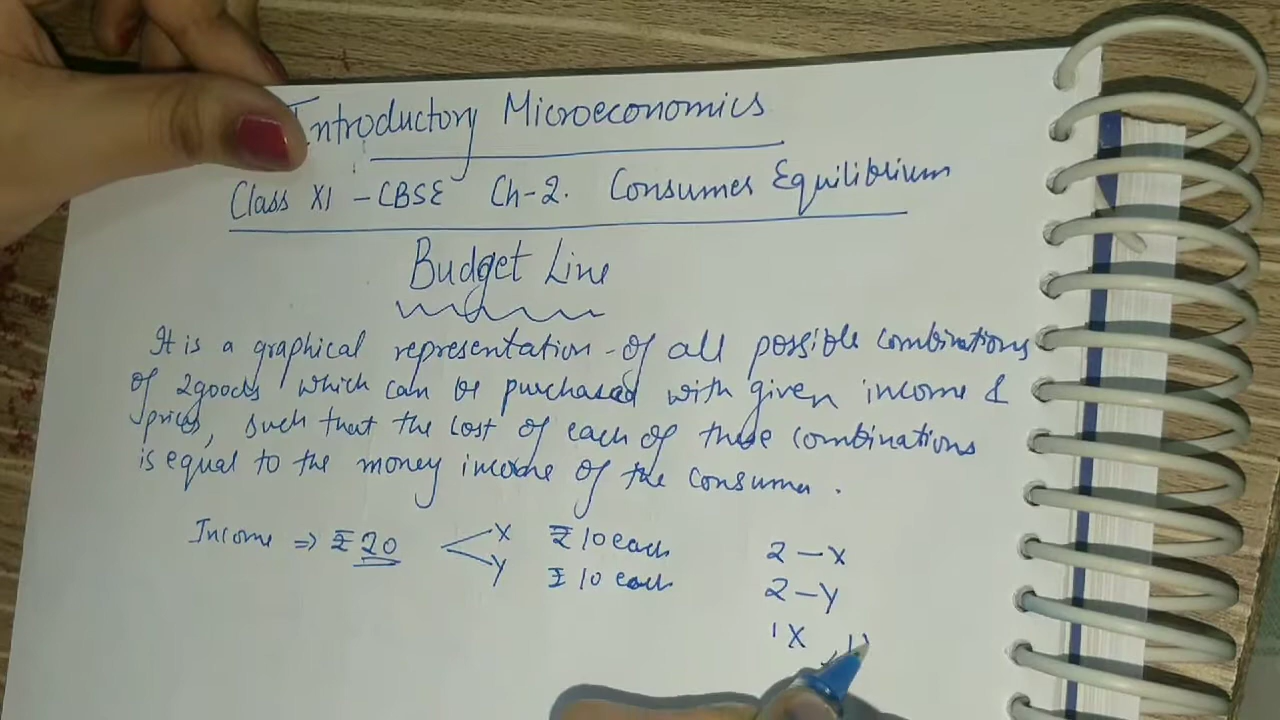 Introductory Microeconomics
Class XI - CBSE Ch-2. Consumer Equilibrium
Budget Line
It is a graphical representation - of all possible combinations
of 2goods which can be purchased with given income &
prices, such that the cost of each of these combinations
is equal to the money income of the consumer.
Income ⇒ ₹20 X ₹10 each 2 - X
Y ₹10 each 2 - Y
1X, 1